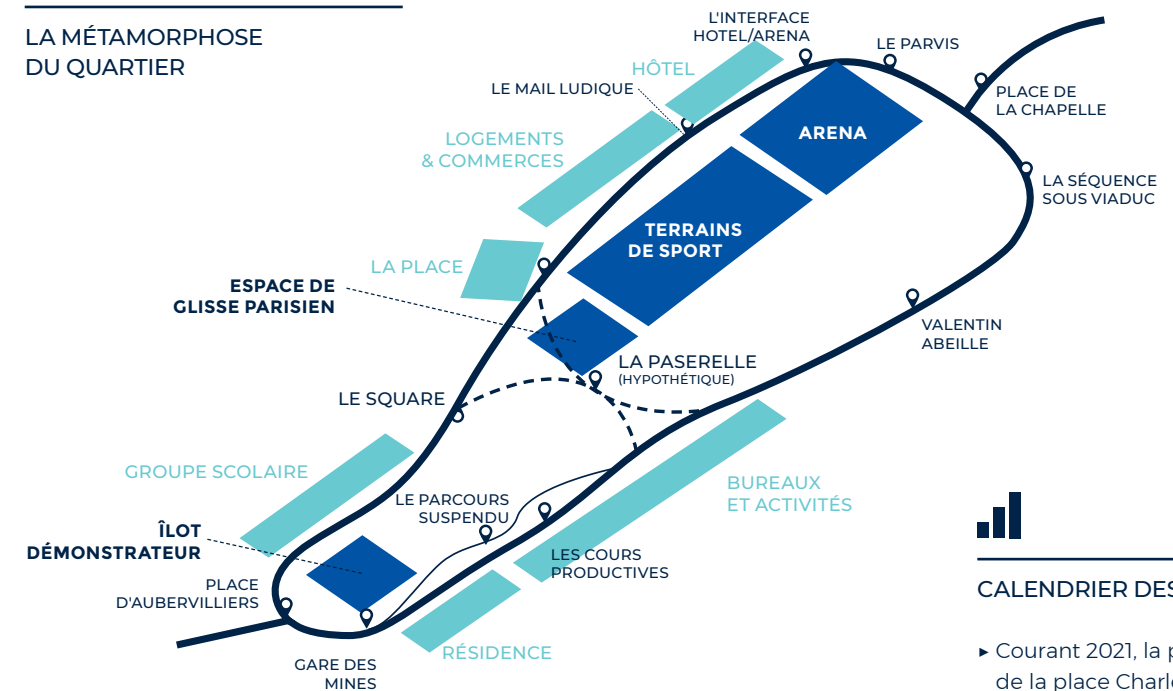 LA MÉTAMORPHOSE
DU QUARTIER
L'INTERFACE
HOTEL/ARENA
LE PARVIS
HÔTEL
LE MAIL LUDIQUE
PLACE DE
LA CHAPELLE
ARENA
LOGEMENTS
& COMMERCES
LA SÉQUENCE
SOUS VIADUC
TERRAINS
DE SPORT
LA PLACE
ESPACE DE
GLISSE PARISIEN
VALENTIN
ABEILLE
LA PASERELLE
(HYPOTHÉTIQUE)
LE SQUARE
GROUPE SCOLAIRE
BUREAUX
ET ACTIVITÉS
LE PARCOURS
SUSPENDU
ÎLOT
DÉMONSTRATEUR
LES COURS
PRODUCTIVES
PLACE
D'AUBERVILLIERS
RÉSIDENCE
GARE DES
MINES
CALENDRIER DES
▸ Courant 2021, la p
de la place Charl